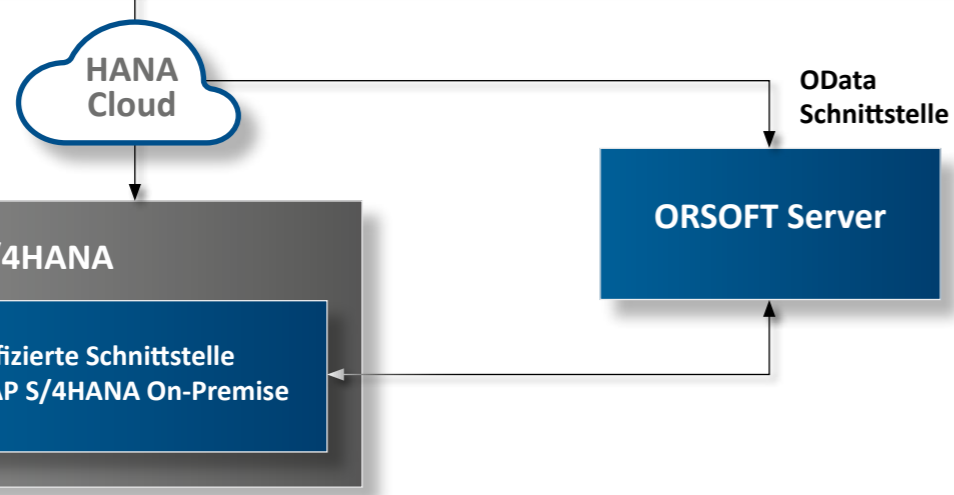 HANA
Cloud
OData
Schnittstelle
ORSOFT Server
/4HANA
fizierte Schnittstelle
AP S/4HANA On-Premise